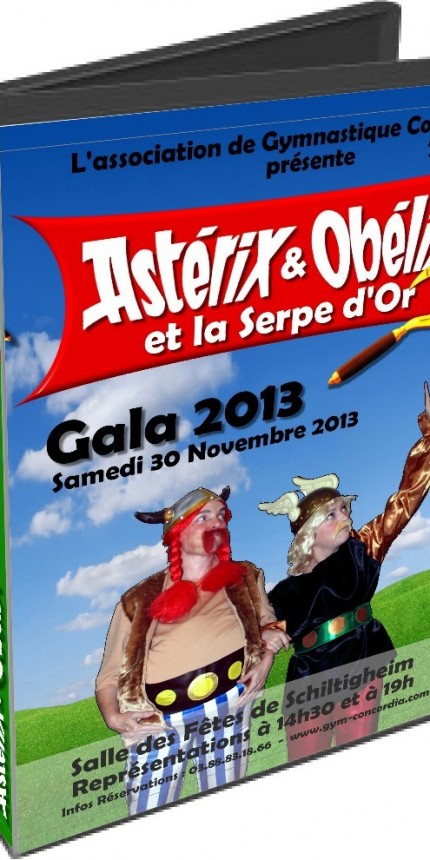 L'association de Gymnastique Co
présente
Astérix & Obéli
et la Serpe d'Or
Gala 2013
Samedi 30 Novembre 2013
Salle des Fêtes de Schiltigheim
Représentations à 14h30 et à 19h
Infos Réservations : 03.88.83.18.66 - www.gym-concordia.com